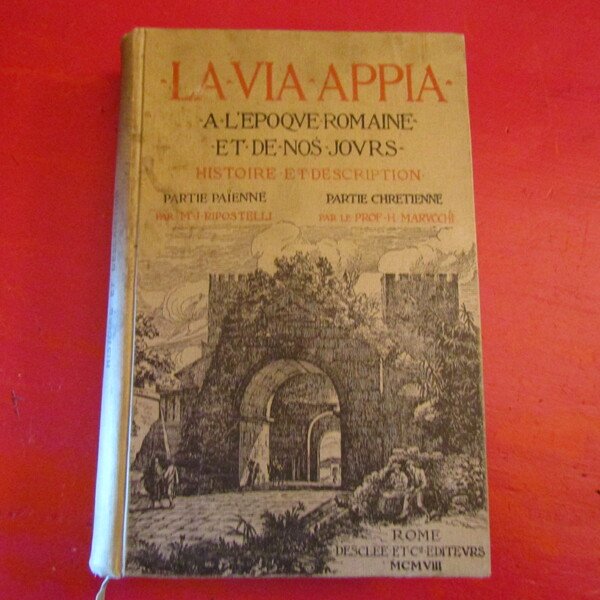 ·LA·VIA·APPIA·
·A·L'EPOQVE·ROMAINE·
·ET·DE·NOS·JOVRS·
HISTOIRE·ET·DESCRIPTION
PARTIE PAÏENNE
PAR M·J·RIPOSTELLI
PARTIE CHRETIENNE
PAR LE PROF·H·MARVCCHI
ROME
DESCLEE ET Cie EDITEVRS
MCMVIII